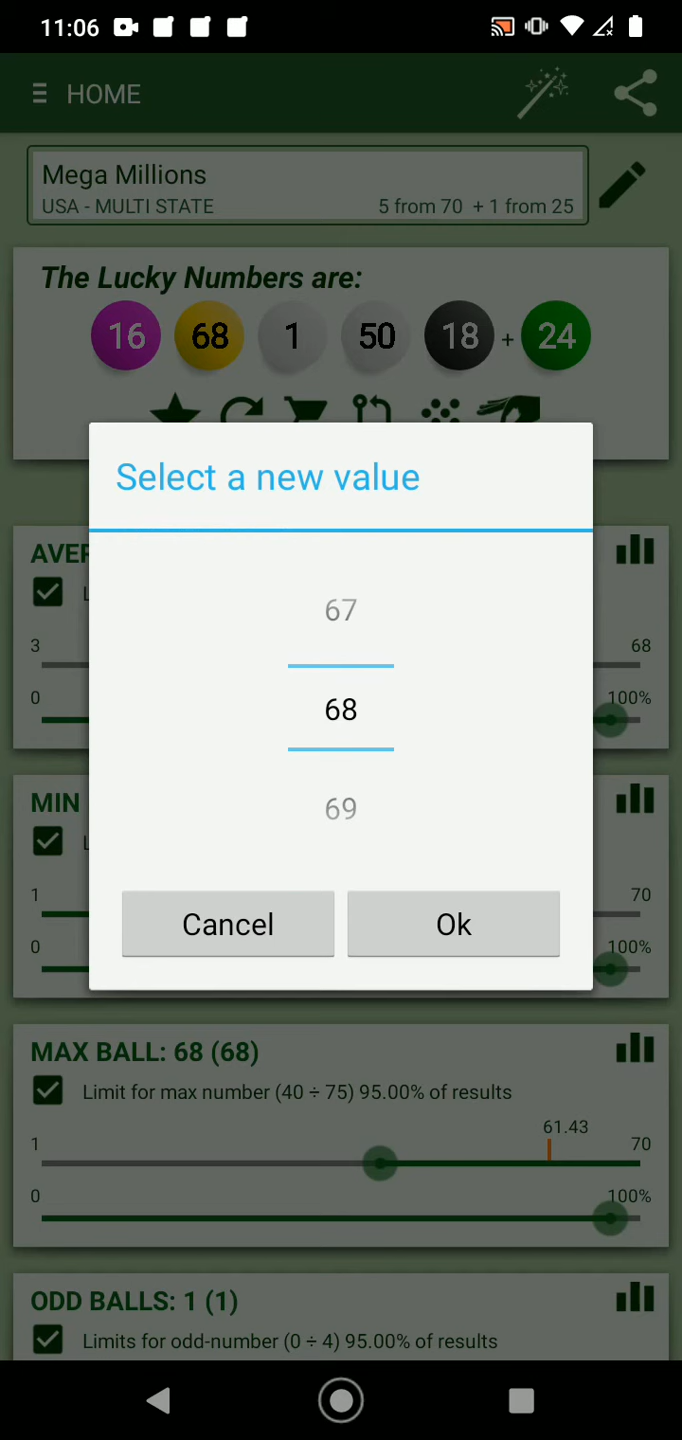 11:06
HOME
Mega Millions
USA - MULTI STATE 5 from 70 + 1 from 25
The Lucky Numbers are:
16 68 1 50 18 + 24
Select a new value
67
68
69
Cancel Ok
AVER
3 68
0 100%
MIN
1 70
0 100%
MAX BALL: 68 (68)
Limit for max number (40 ÷ 75) 95.00% of results
61.43
1 70
0 100%
ODD BALLS: 1 (1)
Limits for odd-number (0 ÷ 4) 95.00% of results